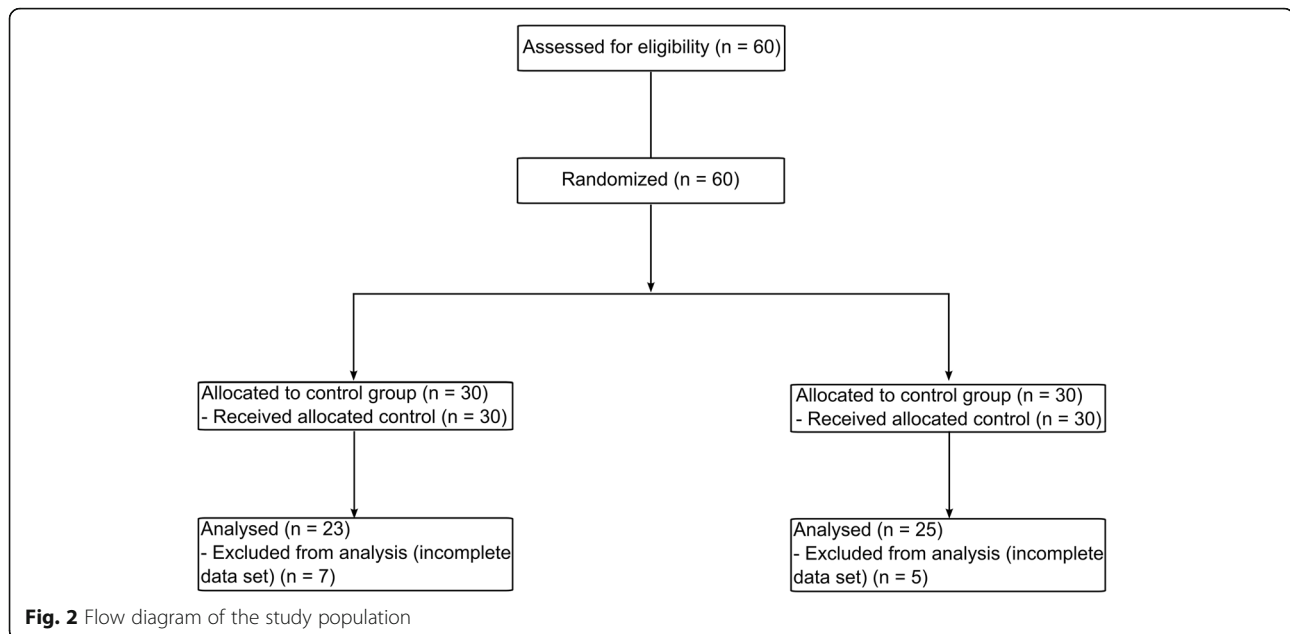 Assessed for eligibility (n = 60)
Randomized (n = 60)
Allocated to control group (n = 30)
- Received allocated control (n = 30)
Allocated to control group (n = 30)
- Received allocated control (n = 30)
Analysed (n = 23)
- Excluded from analysis (incomplete
data set) (n = 7)
Analysed (n = 25)
- Excluded from analysis (incomplete
data set) (n = 5)
Fig. 2 Flow diagram of the study population